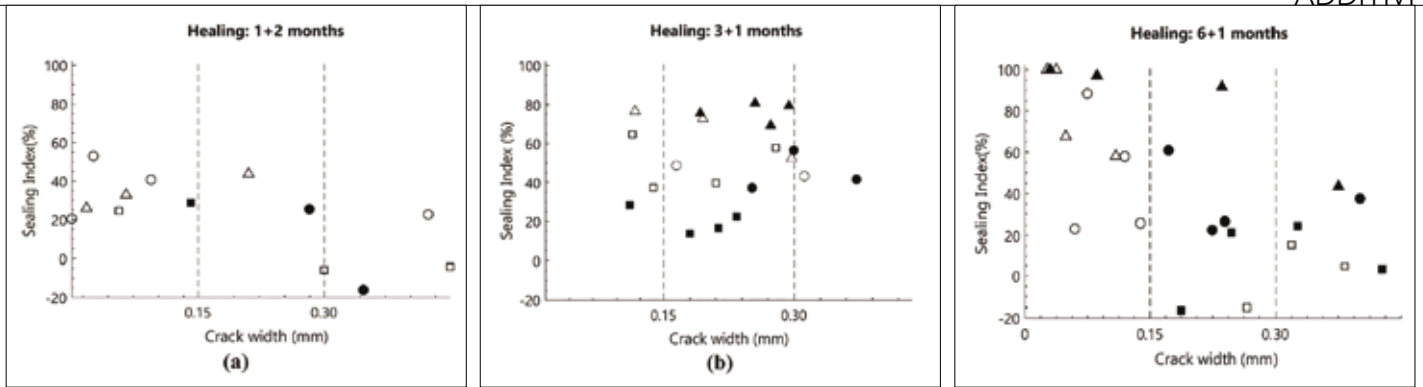 Healing: 1+2 months
100
80
60
40
20
0
-20
Sealing Index(%)
0.15
0.30
Crack width (mm)
(a)
Healing: 3+1 months
100
80
60
40
20
0
-20
Sealing Index (%)
0.15
0.30
Crack width (mm)
(b)
Healing: 6+1 months
100
80
60
40
20
0
-20
Sealing Index(%)
0
0.15
0.30
Crack width (mm)